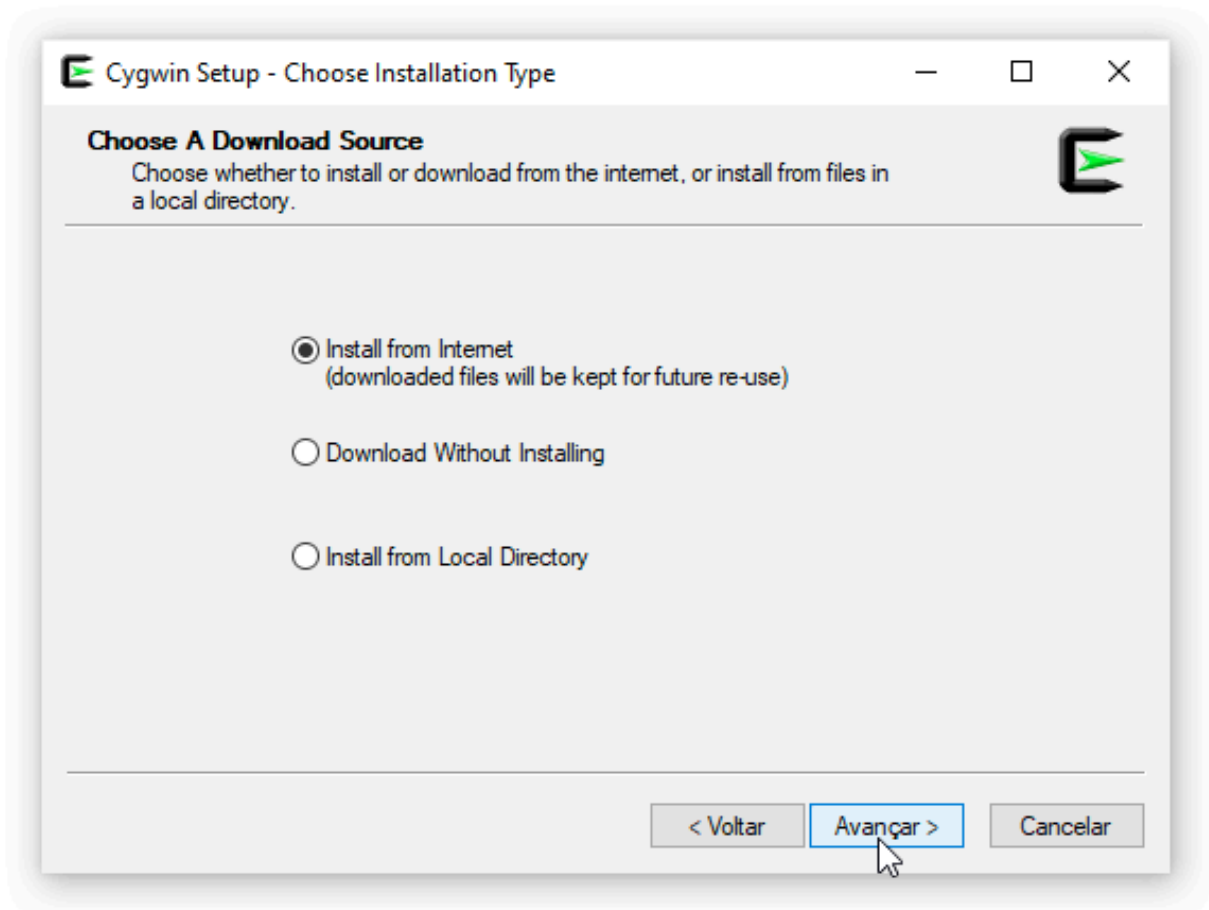 Cygwin Setup - Choose Installation Type
Choose A Download Source
Choose whether to install or download from the internet, or install from files in
a local directory.
Install from Internet
(downloaded files will be kept for future re-use)
Download Without Installing
Install from Local Directory
< Voltar
Avançar >
Cancelar